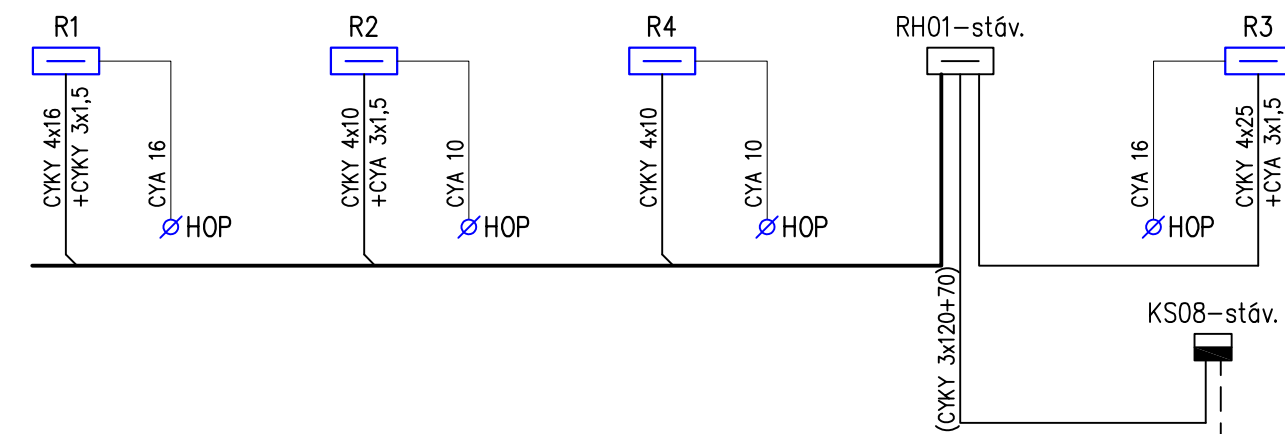 R1
R2
R4
RH01-stáv.
R3
CYKY 4x16
+CYKY 3x1,5
CYA 16
HOP
CYKY 4x10
+CYA 3x1,5
CYA 10
HOP
CYKY 4x10
CYA 10
HOP
CYA 16
HOP
CYKY 4x25
+CYA 3x1,5
(CYKY 3x120+70)
KS08-stáv.